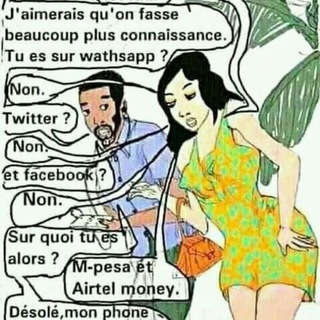 J'aimerais qu'on fasse
beaucoup plus connaissance.
Tu es sur wathsapp ?
Non.
Twitter ?
Non.
et facebook ?
Non.
Sur quoi tu es
alors ?
M-pesa et
Airtel money.
Désolé,mon phone